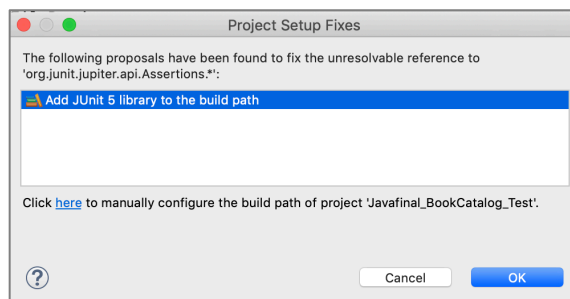 Project Setup Fixes
The following proposals have been found to fix the unresolvable reference to
'org.junit.jupiter.api.Assertions.*':
Add JUnit 5 library to the build path
Click here to manually configure the build path of project 'Javafinal_BookCatalog_Test'.
?
Cancel
OK